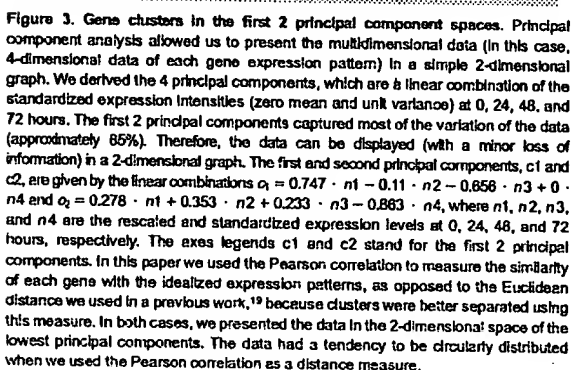 Figure 3. Gene clusters in the first 2 principal component spaces. Principal
component analysis allowed us to present the multidimensional data (in this case,
4-dimensional data of each gene expression pattern) in a simple 2-dimensional
graph. We derived the 4 principal components, which are a linear combination of the
standardized expression intensities (zero mean and unit variance) at 0, 24, 48, and
72 hours. The first 2 principal components captured most of the variation of the data
(approximately 85%). Therefore, the data can be displayed (with a minor loss of
information) in a 2-dimensional graph. The first and second principal components, c1 and
c2, are given by the linear combinations c₁ = 0.747 · n1 − 0.11 · n2 − 0.656 · n3 + 0 ·
n4 and c₂ = 0.278 · n1 + 0.353 · n2 + 0.233 · n3 − 0.863 · n4, where n1, n2, n3,
and n4 are the rescaled and standardized expression levels at 0, 24, 48, and 72
hours, respectively. The axes legends c1 and c2 stand for the first 2 principal
components. In this paper we used the Pearson correlation to measure the similarity
of each gene with the idealized expression patterns, as opposed to the Euclidean
distance we used in a previous work,¹⁹ because clusters were better separated using
this measure. In both cases, we presented the data in the 2-dimensional space of the
lowest principal components. The data had a tendency to be circularly distributed
when we used the Pearson correlation as a distance measure.